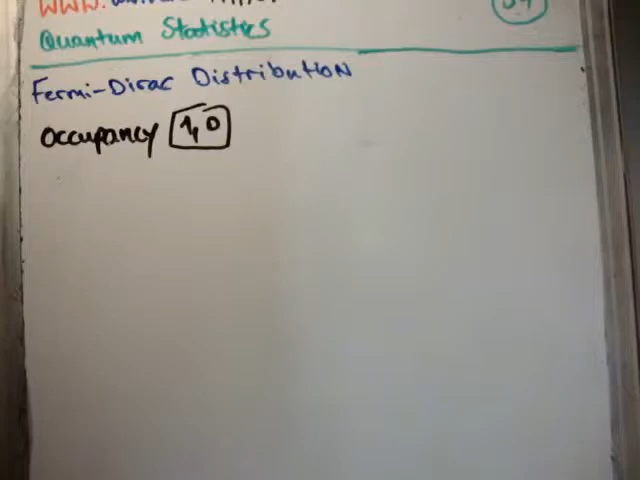 www.
Quantum Statistics
Fermi-Dirac Distribution
Occupancy 1,0